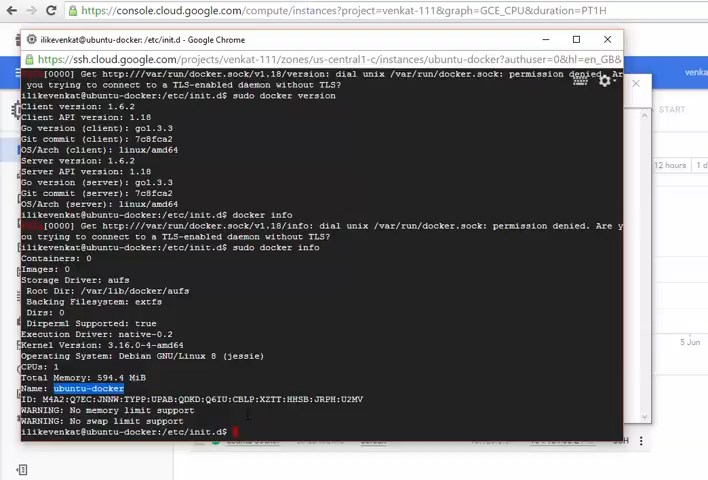 https://console.cloud.google.com/compute/instances?project=venkat-111&graph=GCE_CPU&duration=PT1H
ilikevenkat@ubuntu-docker: /etc/init.d - Google Chrome
https://ssh.cloud.google.com/projects/venkat-111/zones/us-central1-c/instances/ubuntu-docker?authuser=0&hl=en_GB&
venka
[0000] Get http:///var/run/docker.sock/v1.18/version: dial unix /var/run/docker.sock: permission denied. Ar
you trying to connect to a TLS-enabled daemon without TLS?
ilikevenkat@ubuntu-docker:/etc/init.d$ sudo docker version
Client version: 1.6.2
Client API version: 1.18
START
Go version (client): go1.3.3
Git commit (client): 7c8fca2
OS/Arch (client): linux/amd64
Server version: 1.6.2
12 hours
1 d
Server API version: 1.18
Go version (server): go1.3.3
Git commit (server): 7c8fca2
OS/Arch (server): linux/amd64
ilikevenkat@ubuntu-docker:/etc/init.d$ docker info
[0000] Get http:///var/run/docker.sock/v1.18/info: dial unix /var/run/docker.sock: permission denied. Are y
ou trying to connect to a TLS-enabled daemon without TLS?
ilikevenkat@ubuntu-docker:/etc/init.d$ sudo docker info
Containers: 0
Images: 0
Storage Driver: aufs
Root Dir: /var/lib/docker/aufs
Backing Filesystem: extfs
Dirs: 0
Dirperm1 Supported: true
Execution Driver: native-0.2
Kernel Version: 3.16.0-4-amd64
5 Jun
Operating System: Debian GNU/Linux 8 (jessie)
CPUs: 1
Total Memory: 594.4 MiB
Name: ubuntu-docker
ID: M4A2:Q7EC:JNNW:TYPP:UPAB:QDKD:Q6IU:CBLP:XZTT:HHSB:JRPH:U2MV
WARNING: No memory limit support
WARNING: No swap limit support
ilikevenkat@ubuntu-docker:/etc/init.d$
SSH